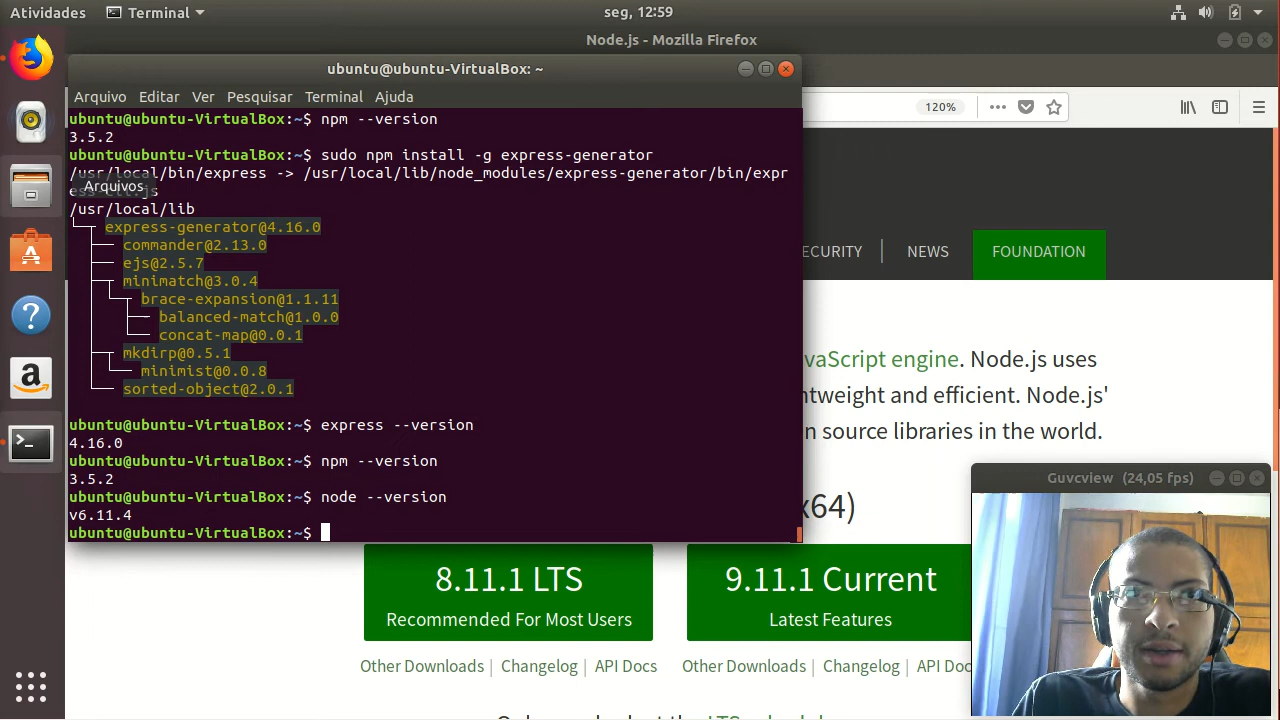 Atividades
Terminal
seg, 12:59
Node.js - Mozilla Firefox
ubuntu@ubuntu-VirtualBox: ~
Arquivo Editar Ver Pesquisar Terminal Ajuda
120%
ubuntu@ubuntu-VirtualBox:~$ npm --version
3.5.2
ubuntu@ubuntu-VirtualBox:~$ sudo npm install -g express-generator
/usr/local/bin/express -> /usr/local/lib/node_modules/express-generator/bin/expr
Arquivos
/usr/local/lib
express-generator@4.16.0
commander@2.13.0
ejs@2.5.7
minimatch@3.0.4
brace-expansion@1.1.11
balanced-match@1.0.0
concat-map@0.0.1
mkdirp@0.5.1
minimist@0.0.8
sorted-object@2.0.1
ubuntu@ubuntu-VirtualBox:~$ express --version
4.16.0
ubuntu@ubuntu-VirtualBox:~$ npm --version
3.5.2
ubuntu@ubuntu-VirtualBox:~$ node --version
v6.11.4
ubuntu@ubuntu-VirtualBox:~$
ECURITY | NEWS FOUNDATION
vaScript engine. Node.js uses
htweight and efficient. Node.js'
n source libraries in the world.
x64)
Guvcview (24,05 fps)
8.11.1 LTS
Recommended For Most Users
9.11.1 Current
Latest Features
Other Downloads | Changelog | API Docs
Other Downloads | Changelog | API Doc